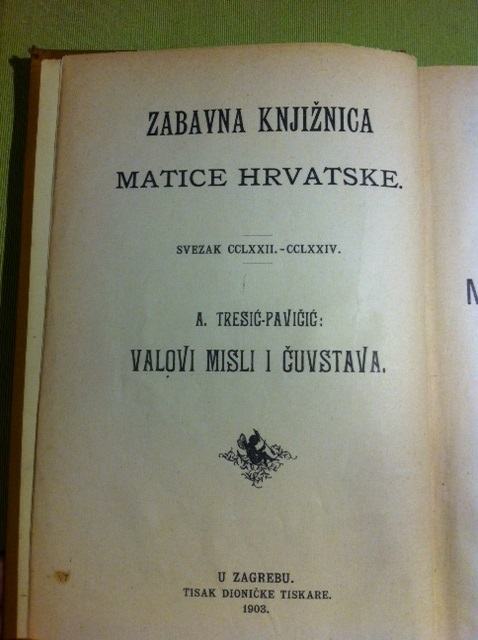 ZABAVNA KNJIŽNICA
MATICE HRVATSKE.
SVEZAK CCLXXII.-CCLXXIV.
A. TRESIĆ-PAVIČIĆ:
VALOVI MISLI I ČUVSTAVA.
U ZAGREBU.
TISAK DIONIČKE TISKARE.
1903.